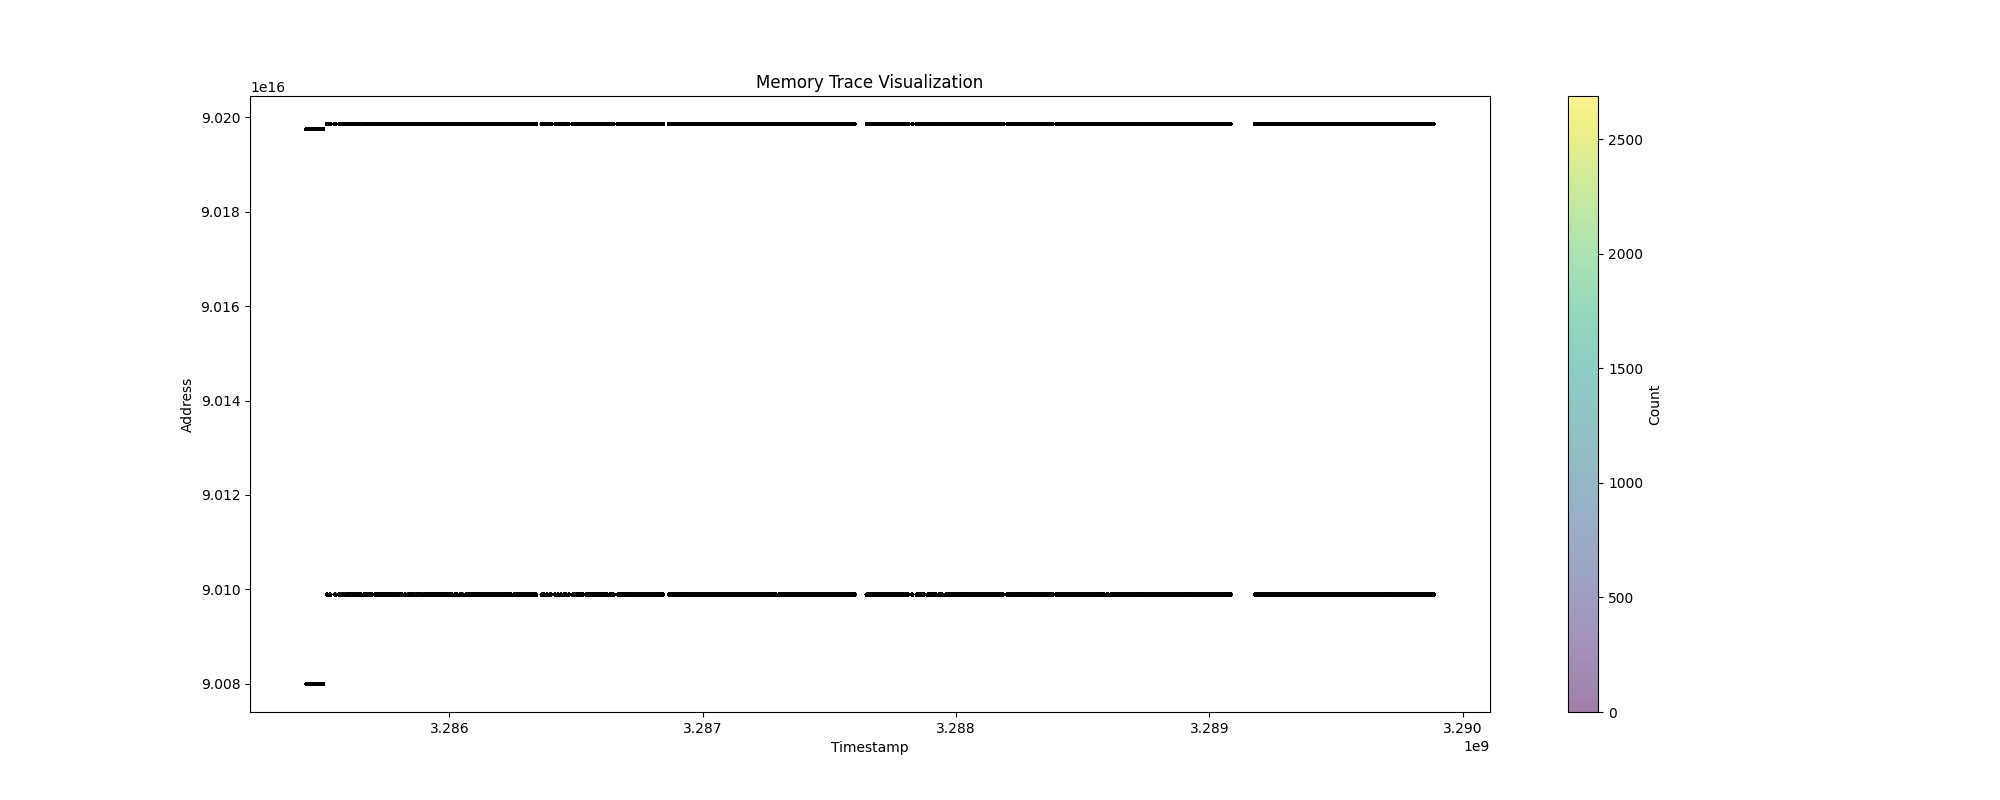 Memory Trace Visualization
1e16
9.020
9.018
9.016
9.014
9.012
9.010
9.008
Address
3.286 3.287 3.288 3.289 3.290
1e9
Timestamp
2500
2000
1500
1000
500
0
Count